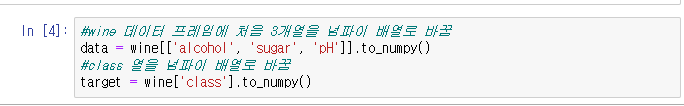 In [4]: #wine 데이터 프레임에 처음 3개열을 넘파이 배열로 바꿈
data = wine[['alcohol', 'sugar', 'pH']].to_numpy()
#class 열을 넘파이 배열로 바꿈
target = wine['class'].to_numpy()